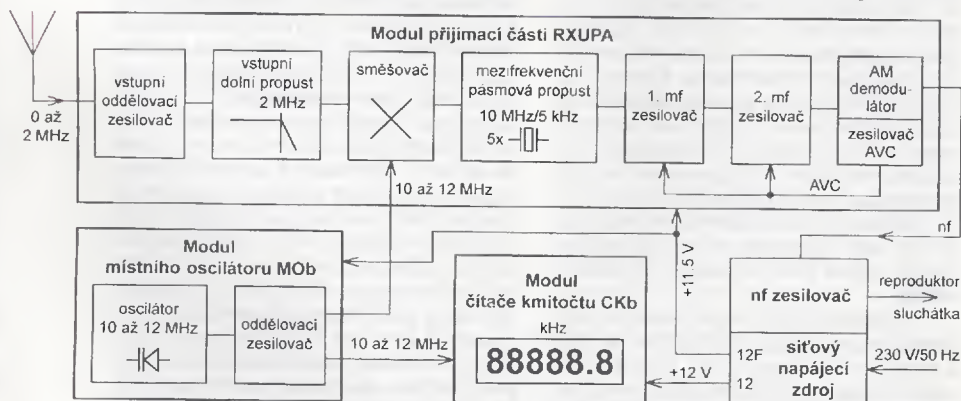 Modul přijímací části RXUPA
0 až
2 MHz
vstupní
oddělovací
zesilovač
vstupní
dolní propust
2 MHz
směšovač
mezifrekvenční
pásmová propust
10 MHz/5 kHz
5x
1. mf
zesilovač
2. mf
zesilovač
AM
demodu-
látor
zesilovač
AVC
AVC
10 až 12 MHz
nf
Modul
místního oscilátoru MOb
oscilátor
10 až 12 MHz
oddělovací
zesilovač
10 až 12 MHz
Modul
čítače kmitočtu CKb
kHz
88888.8
+11,5 V
+12 V
nf zesilovač
reproduktor
sluchátka
12F
12
síťový
napájecí
zdroj
230 V/50 Hz